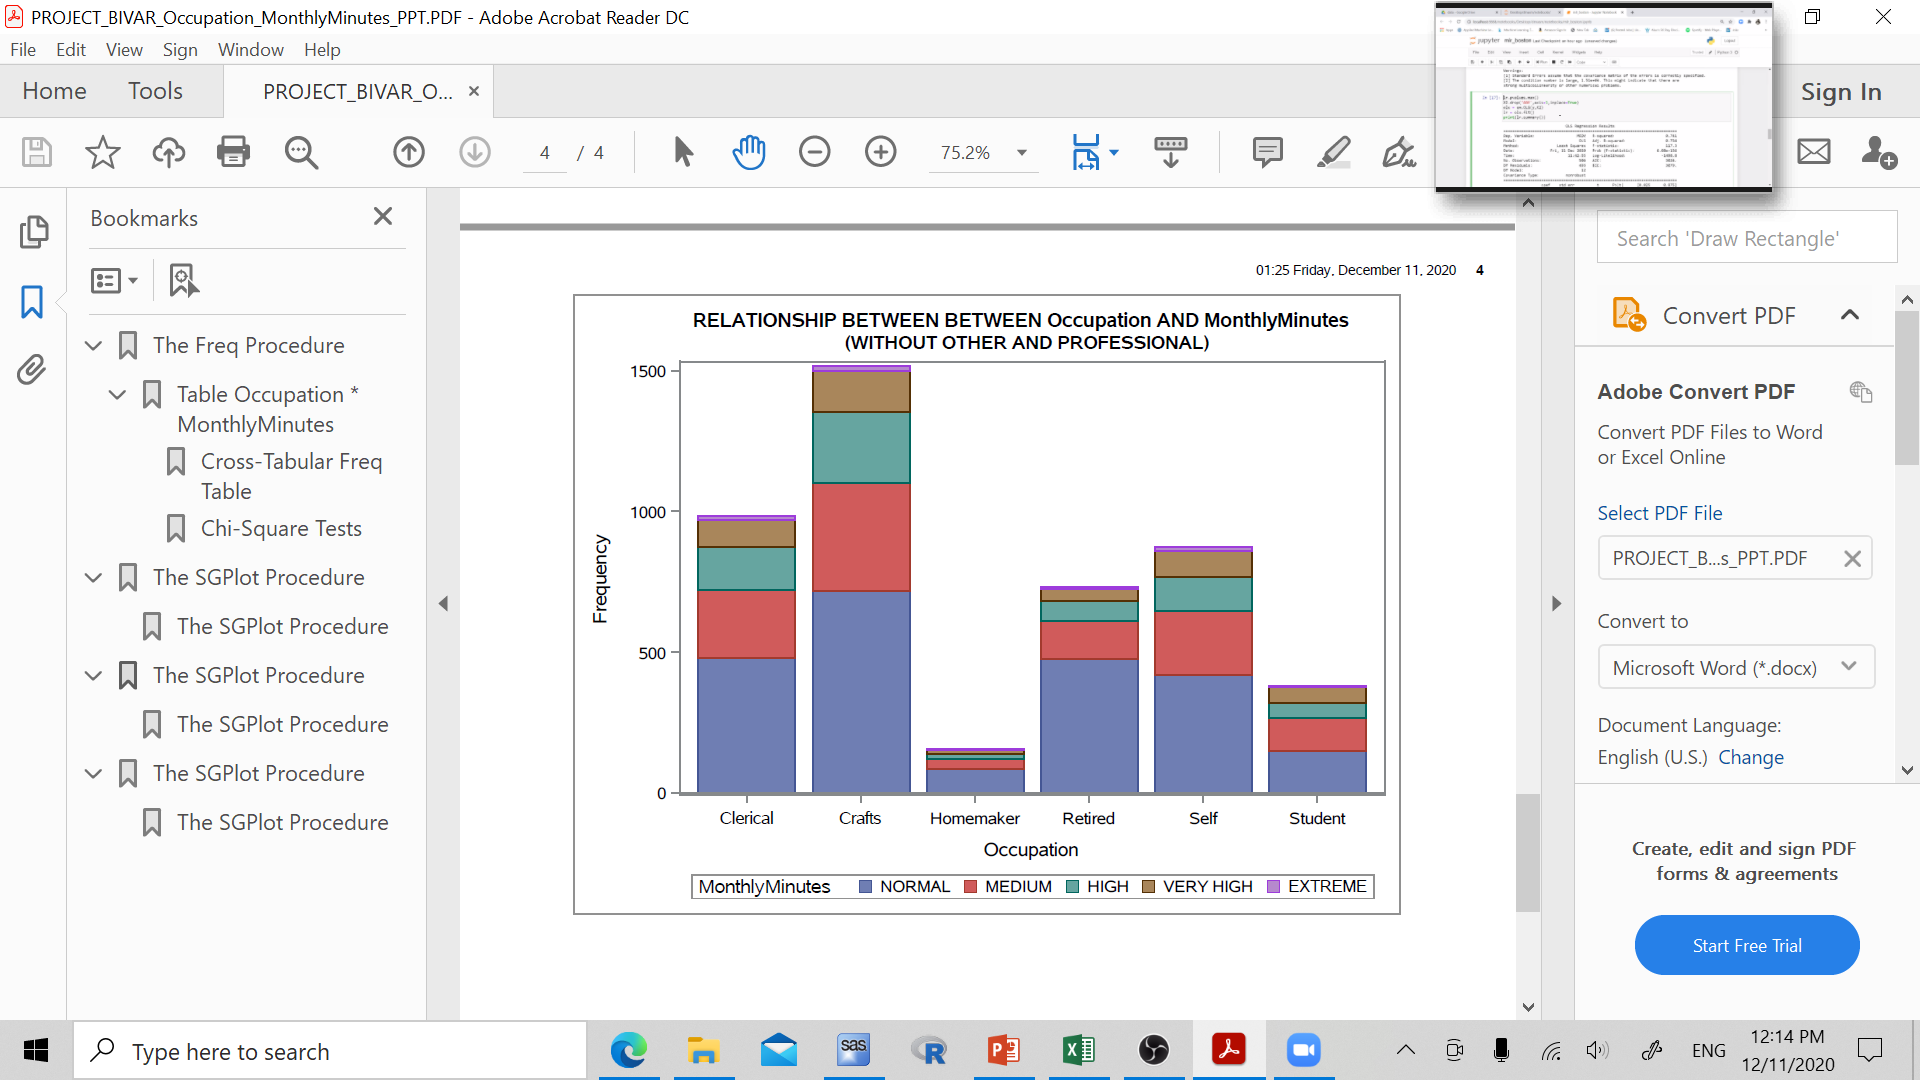 PROJECT_BIVAR_Occupation_MonthlyMinutes_PPT.PDF - Adobe Acrobat Reader DC
File Edit View Sign Window Help
Home Tools PROJECT_BIVAR_O... Sign In
4 / 4 75.2%
Bookmarks
The Freq Procedure
Table Occupation *
MonthlyMinutes
Cross-Tabular Freq
Table
Chi-Square Tests
The SGPlot Procedure
The SGPlot Procedure
The SGPlot Procedure
The SGPlot Procedure
The SGPlot Procedure
The SGPlot Procedure
01:25 Friday, December 11, 2020 4
RELATIONSHIP BETWEEN BETWEEN Occupation AND MonthlyMinutes
(WITHOUT OTHER AND PROFESSIONAL)
1500
1000
500
0
Frequency
Clerical Crafts Homemaker Retired Self Student
Occupation
MonthlyMinutes NORMAL MEDIUM HIGH VERY HIGH EXTREME
Search 'Draw Rectangle'
Convert PDF
Adobe Convert PDF
Convert PDF Files to Word
or Excel Online
Select PDF File
PROJECT_B...s_PPT.PDF
Convert to
Microsoft Word (*.docx)
Document Language:
English (U.S.) Change
Create, edit and sign PDF
forms & agreements
Start Free Trial
Type here to search
ENG
12:14 PM
12/11/2020